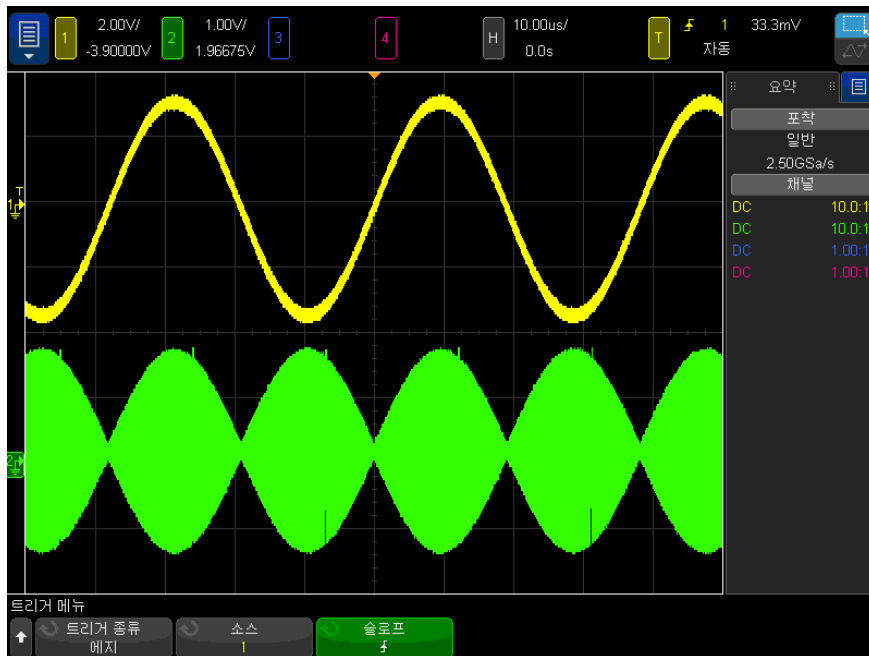 1 2.00V/ -3.90000V
2 1.00V/ 1.96675V
3
4
H 10.00us/ 0.0s
T 1 33.3mV 자동
요약
포착
일반
2.50GSa/s
채널
DC 10.0:1
DC 10.0:1
DC 1.00:1
DC 1.00:1
T
1
2
트리거 메뉴
트리거 종류
에지
소스
1
슬로프